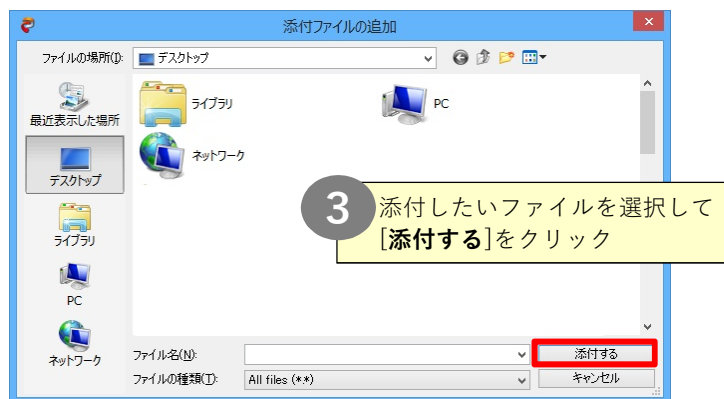 添付ファイルの追加
ファイルの場所(I):
デスクトップ
最近表示した場所
デスクトップ
ライブラリ
PC
ネットワーク
ライブラリ
PC
ネットワーク
3
添付したいファイルを選択して
[添付する]をクリック
ファイル名(N):
添付する
ファイルの種類(T):
All files (*.*)
キャンセル